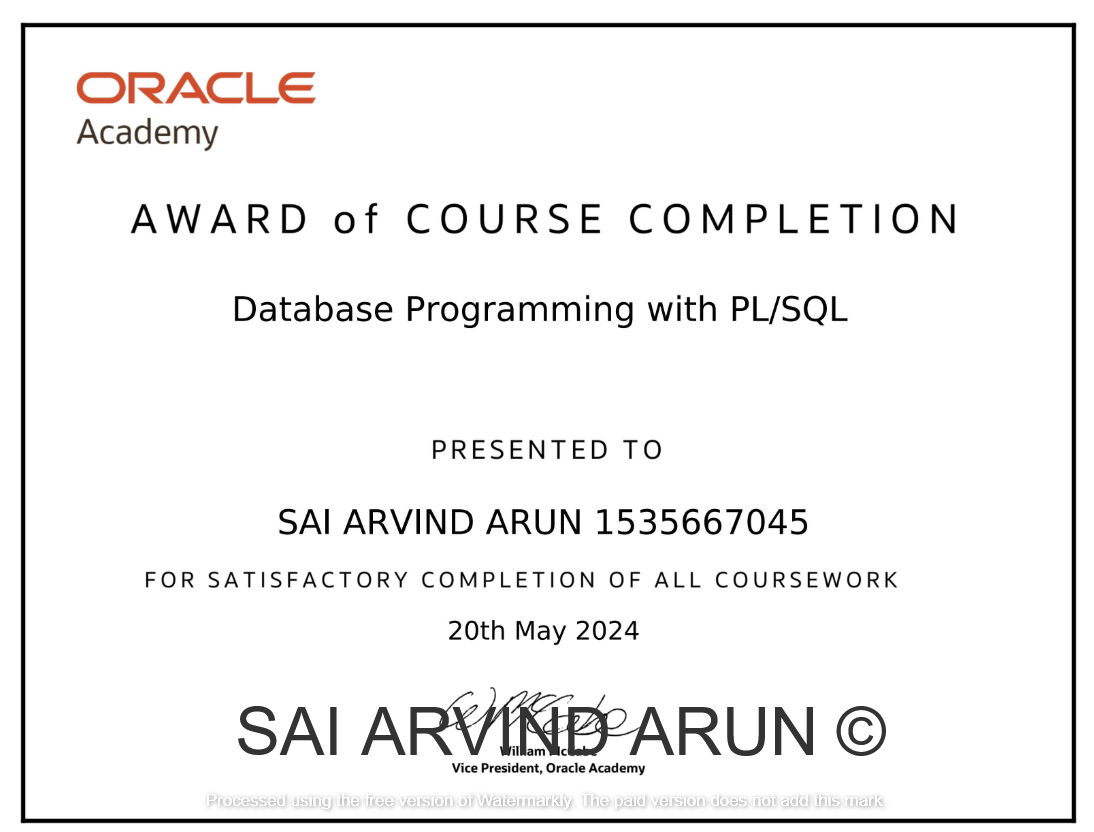 ORACLE
Academy
AWARD of COURSE COMPLETION
Database Programming with PL/SQL
PRESENTED TO
SAI ARVIND ARUN 1535667045
FOR SATISFACTORY COMPLETION OF ALL COURSEWORK
20th May 2024
SAI ARVIND ARUN ©
William McCabe
Vice President, Oracle Academy
Processed using the free version of Watermarkly. The paid version does not add this mark.